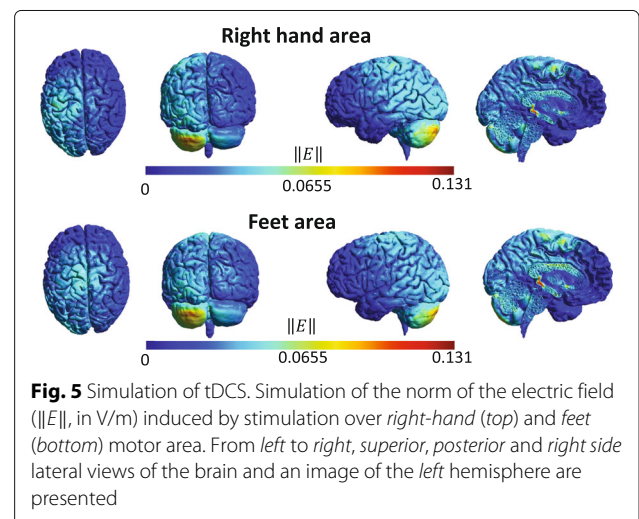 Right hand area
||E||
0 0.0655 0.131
Feet area
||E||
0 0.0655 0.131
Fig. 5 Simulation of tDCS. Simulation of the norm of the electric field
(||E||, in V/m) induced by stimulation over right-hand (top) and feet
(bottom) motor area. From left to right, superior, posterior and right side
lateral views of the brain and an image of the left hemisphere are
presented